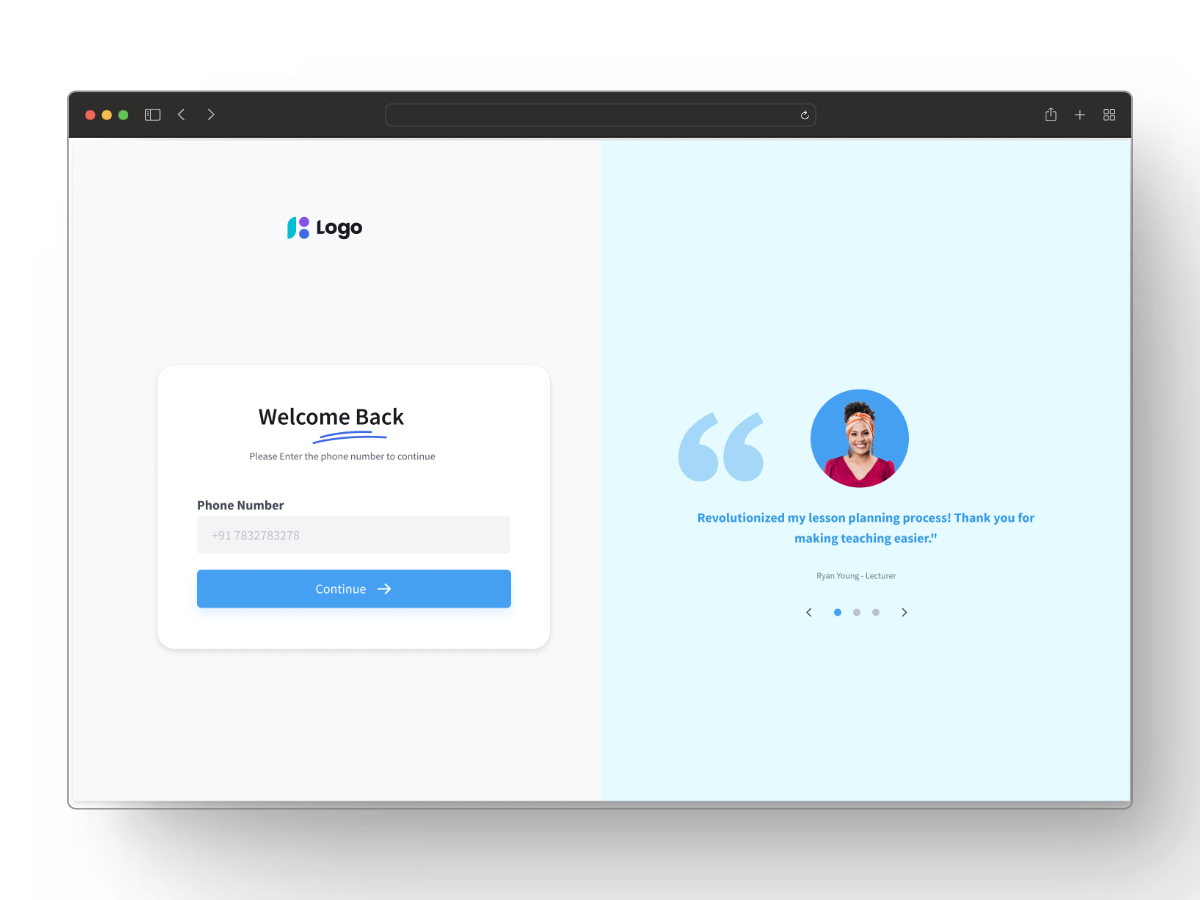 Logo
Welcome Back
Please Enter the phone number to continue
Phone Number
+91 7832783278
Continue
Revolutionized my lesson planning process! Thank you for
making teaching easier."
Ryan Young - Lecturer